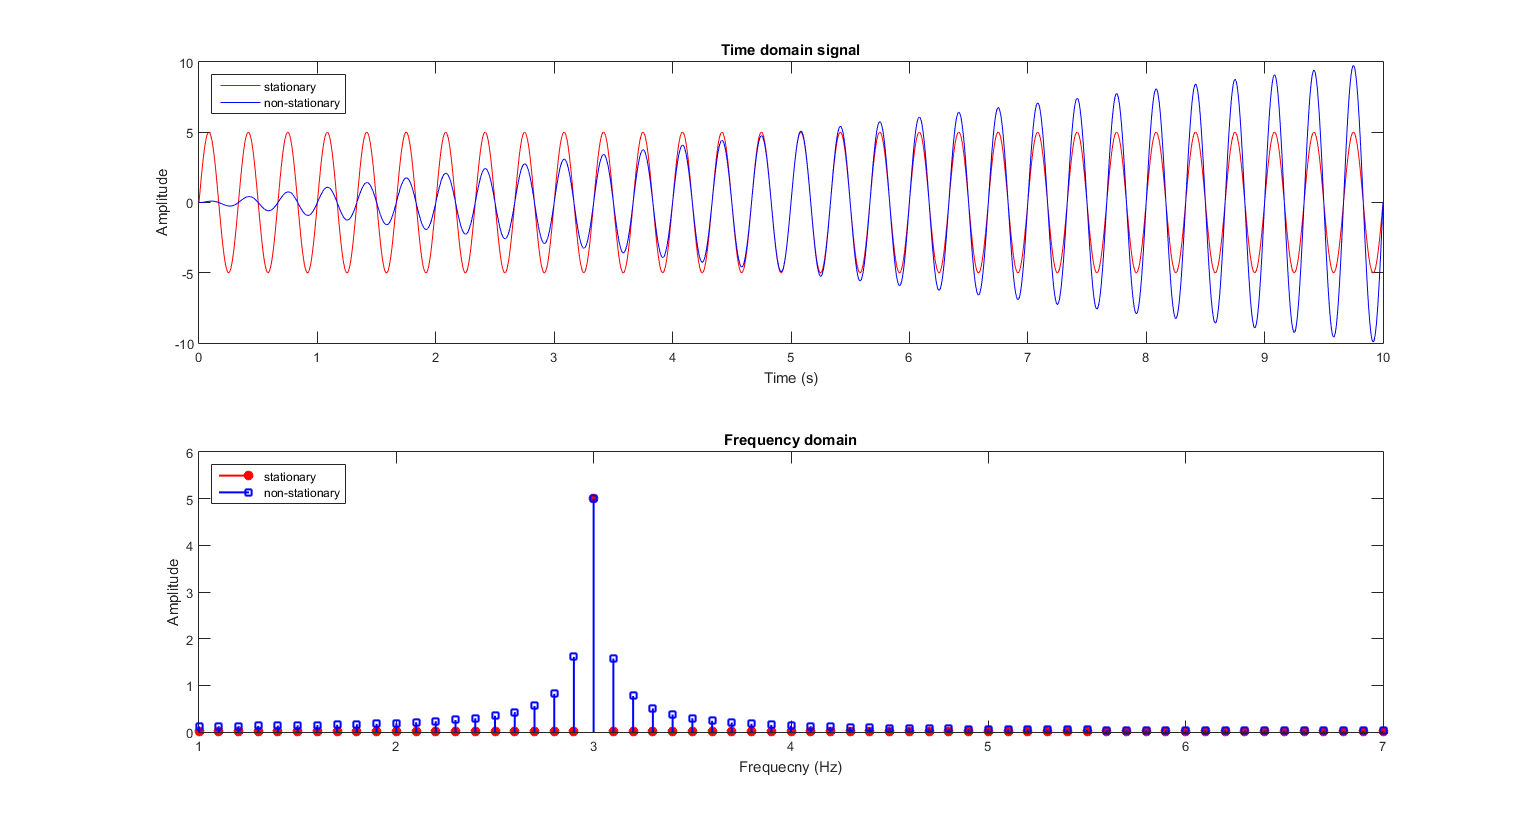 Time domain signal
stationary
non-stationary
Amplitude
10
5
0
-5
-10
0 1 2 3 4 5 6 7 8 9 10
Time (s)
Frequency domain
stationary
non-stationary
Amplitude
6
5
4
3
2
1
0
1 2 3 4 5 6 7
Frequecny (Hz)